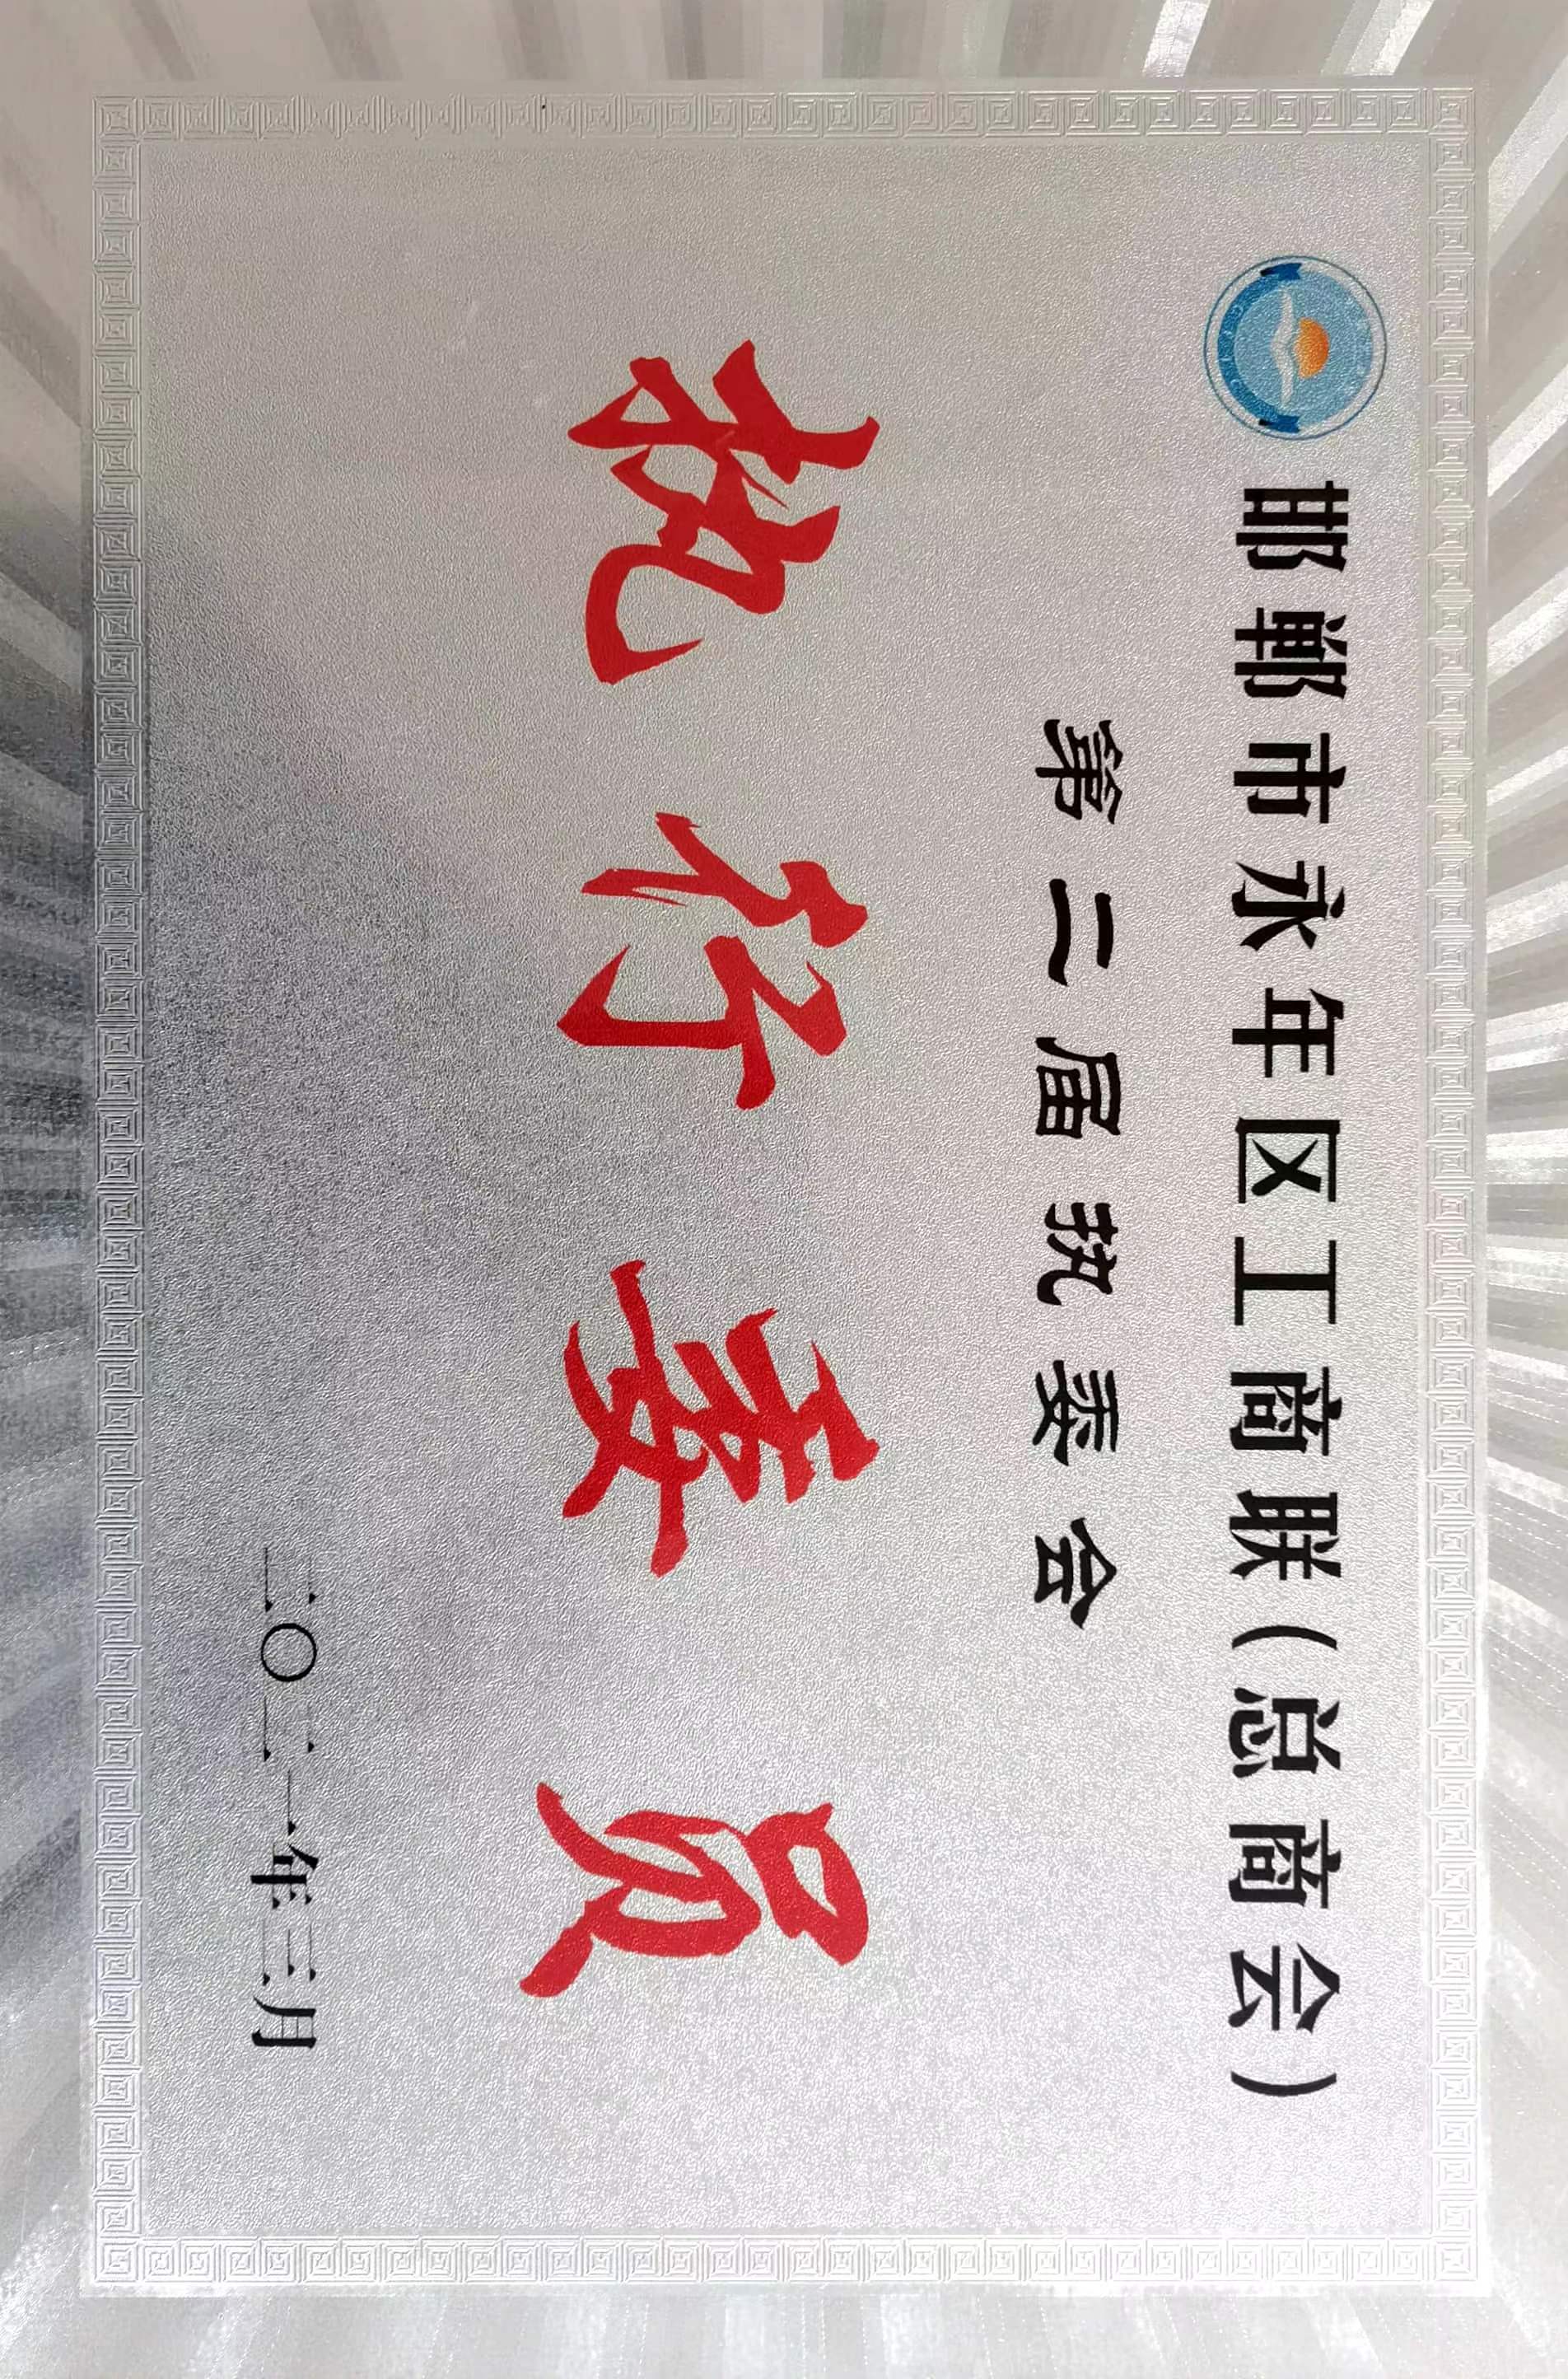 邯郸市永年区工商联(总商会)
第二届执委会
执行委员
二〇二一年三月